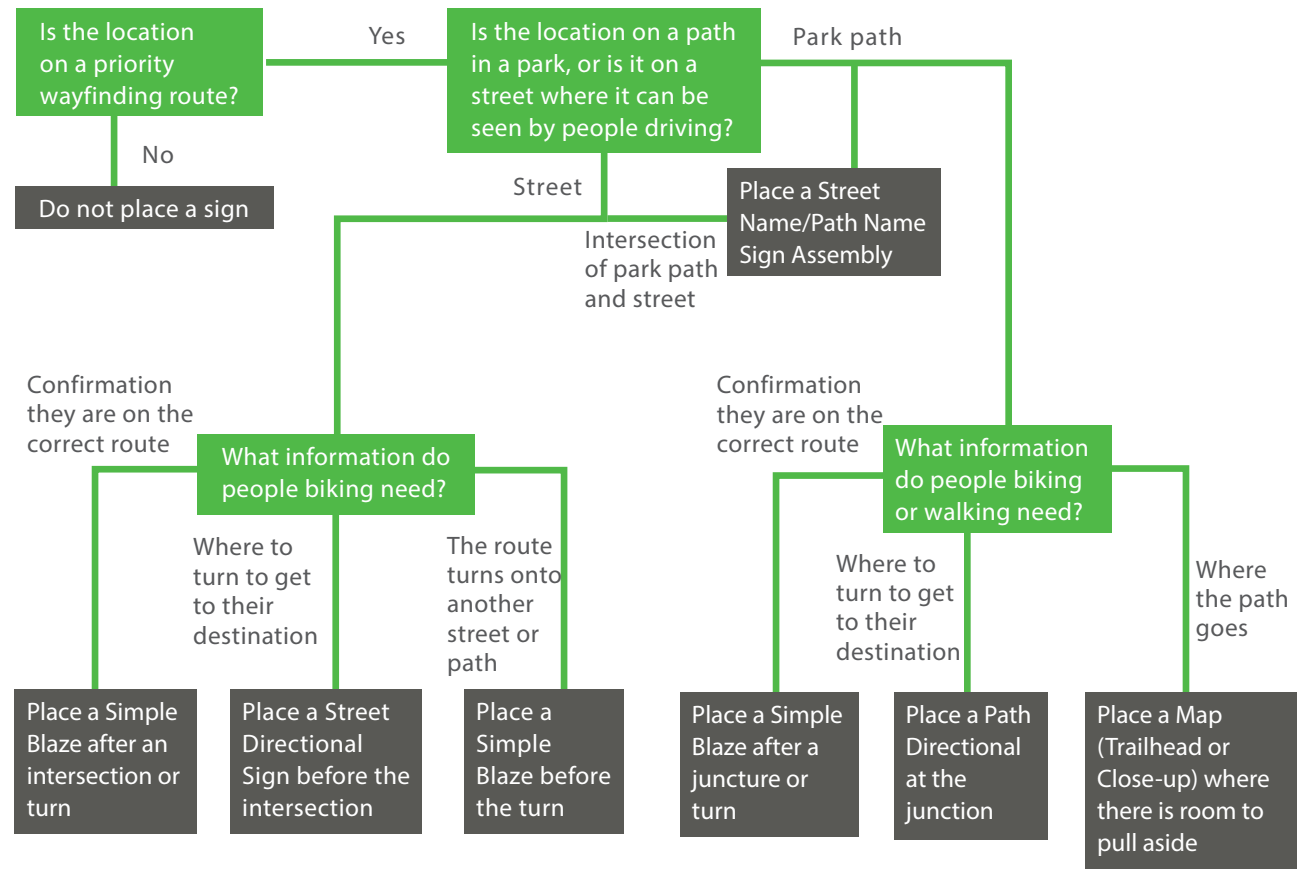 Is the location
on a priority
wayfinding route?
Yes
Is the location on a path
in a park, or is it on a
street where it can be
seen by people driving?
Park path
No
Do not place a sign
Street
Intersection
of park path
and street
Place a Street
Name/Path Name
Sign Assembly
Confirmation
they are on the
correct route
What information do
people biking need?
Where to
turn to get
to their
destination
The route
turns onto
another
street or
path
Place a Simple
Blaze after an
intersection or
turn
Place a Street
Directional
Sign before the
intersection
Place a
Simple
Blaze before
the turn
Confirmation
they are on the
correct route
What information
do people biking
or walking need?
Where to
turn to get
to their
destination
Where
the path
goes
Place a Simple
Blaze after a
juncture or
turn
Place a Path
Directional
at the
junction
Place a Map
(Trailhead or
Close-up) where
there is room to
pull aside